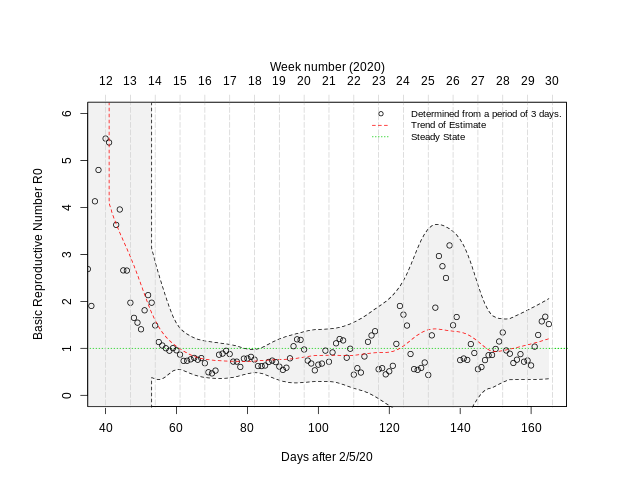 Week number (2020)
12 13 14 15 16 17 18 19 20 21 22 23 24 25 26 27 28 29 30
Determined from a period of 3 days.
Trend of Estimate
Steady State
Basic Reproductive Number R0
6
5
4
3
2
1
0
40 60 80 100 120 140 160
Days after 2/5/20